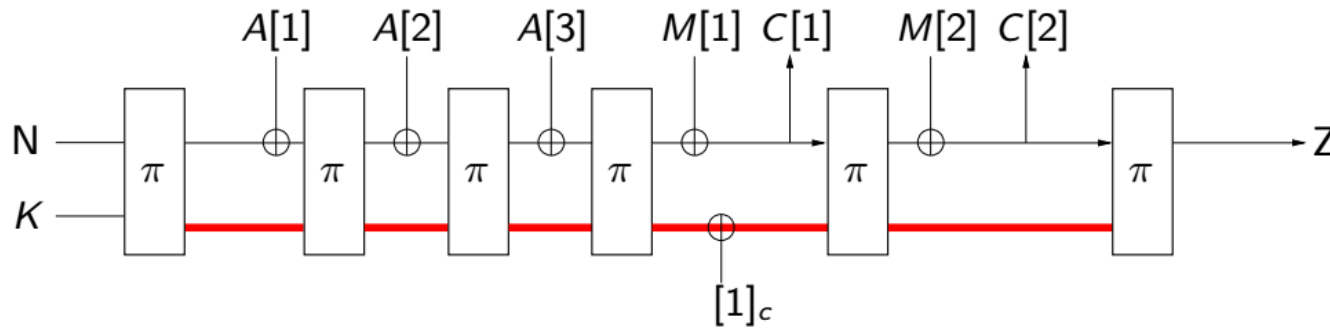 A[1] A[2] A[3] M[1] C[1] M[2] C[2]
N π π π π π π Z
K
[1]c